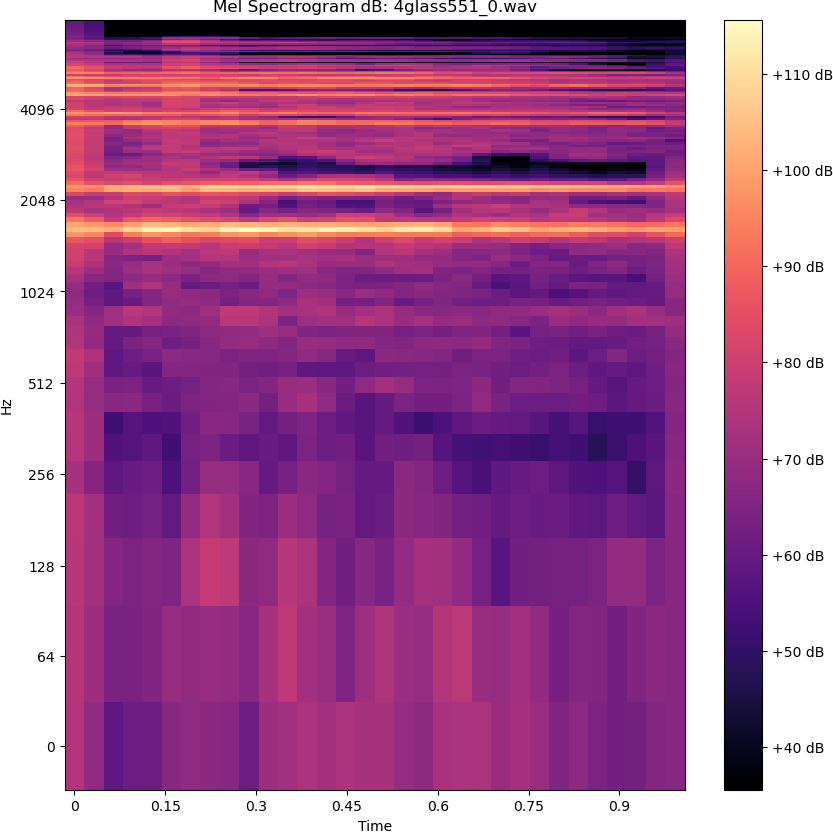 Mel Spectrogram dB: 4glass551_0.wav
4096
2048
1024
512
256
128
64
0
Hz
0
0.15
0.3
0.45
0.6
0.75
0.9
Time
+110 dB
+100 dB
+90 dB
+80 dB
+70 dB
+60 dB
+50 dB
+40 dB